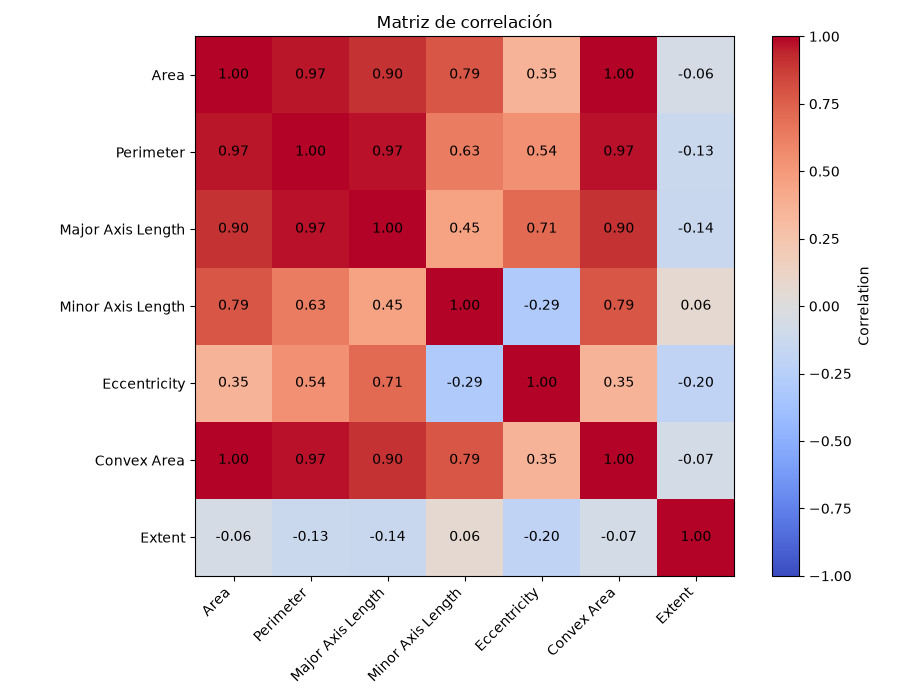 Matriz de correlación
Area 1.00 0.97 0.90 0.79 0.35 1.00 -0.06
Perimeter 0.97 1.00 0.97 0.63 0.54 0.97 -0.13
Major Axis Length 0.90 0.97 1.00 0.45 0.71 0.90 -0.14
Minor Axis Length 0.79 0.63 0.45 1.00 -0.29 0.79 0.06
Eccentricity 0.35 0.54 0.71 -0.29 1.00 0.35 -0.20
Convex Area 1.00 0.97 0.90 0.79 0.35 1.00 -0.07
Extent -0.06 -0.13 -0.14 0.06 -0.20 -0.07 1.00
Area Perimeter Major Axis Length Minor Axis Length Eccentricity Convex Area Extent
1.00
0.75
0.50
0.25
0.00
−0.25
−0.50
−0.75
−1.00
Correlation